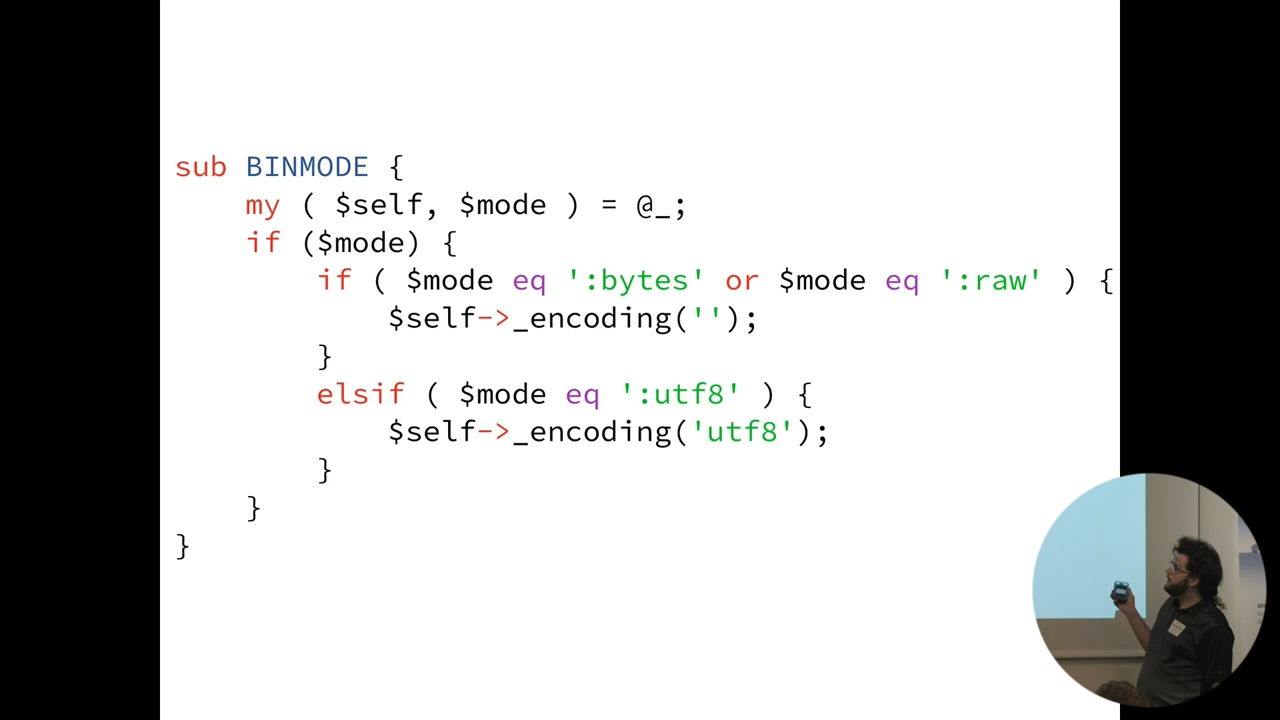 sub BINMODE {
    my ( $self, $mode ) = @_;
    if ($mode) {
        if ( $mode eq ':bytes' or $mode eq ':raw' ) {
            $self->_encoding('');
        }
        elsif ( $mode eq ':utf8' ) {
            $self->_encoding('utf8');
        }
    }
}